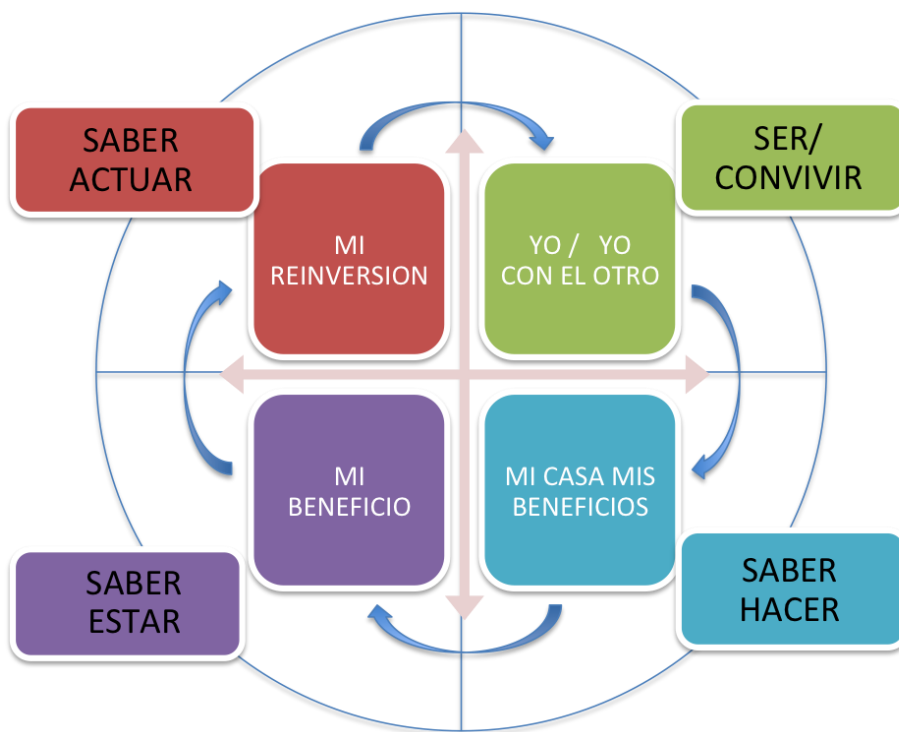 SABER
ACTUAR
SER/
CONVIVIR
MI
REINVERSION
YO / YO
CON EL OTRO
MI
BENEFICIO
MI CASA MIS
BENEFICIOS
SABER
ESTAR
SABER
HACER